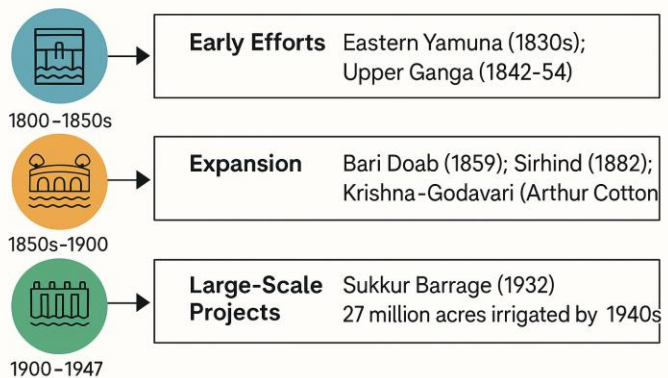 Early Efforts Eastern Yamuna (1830s);
Upper Ganga (1842-54)
1800-1850s
Expansion Bari Doab (1859); Sirhind (1882);
Krishna-Godavari (Arthur Cotton
1850s-1900
Large-Scale Sukkur Barrage (1932)
Projects 27 million acres irrigated by 1940s
1900-1947